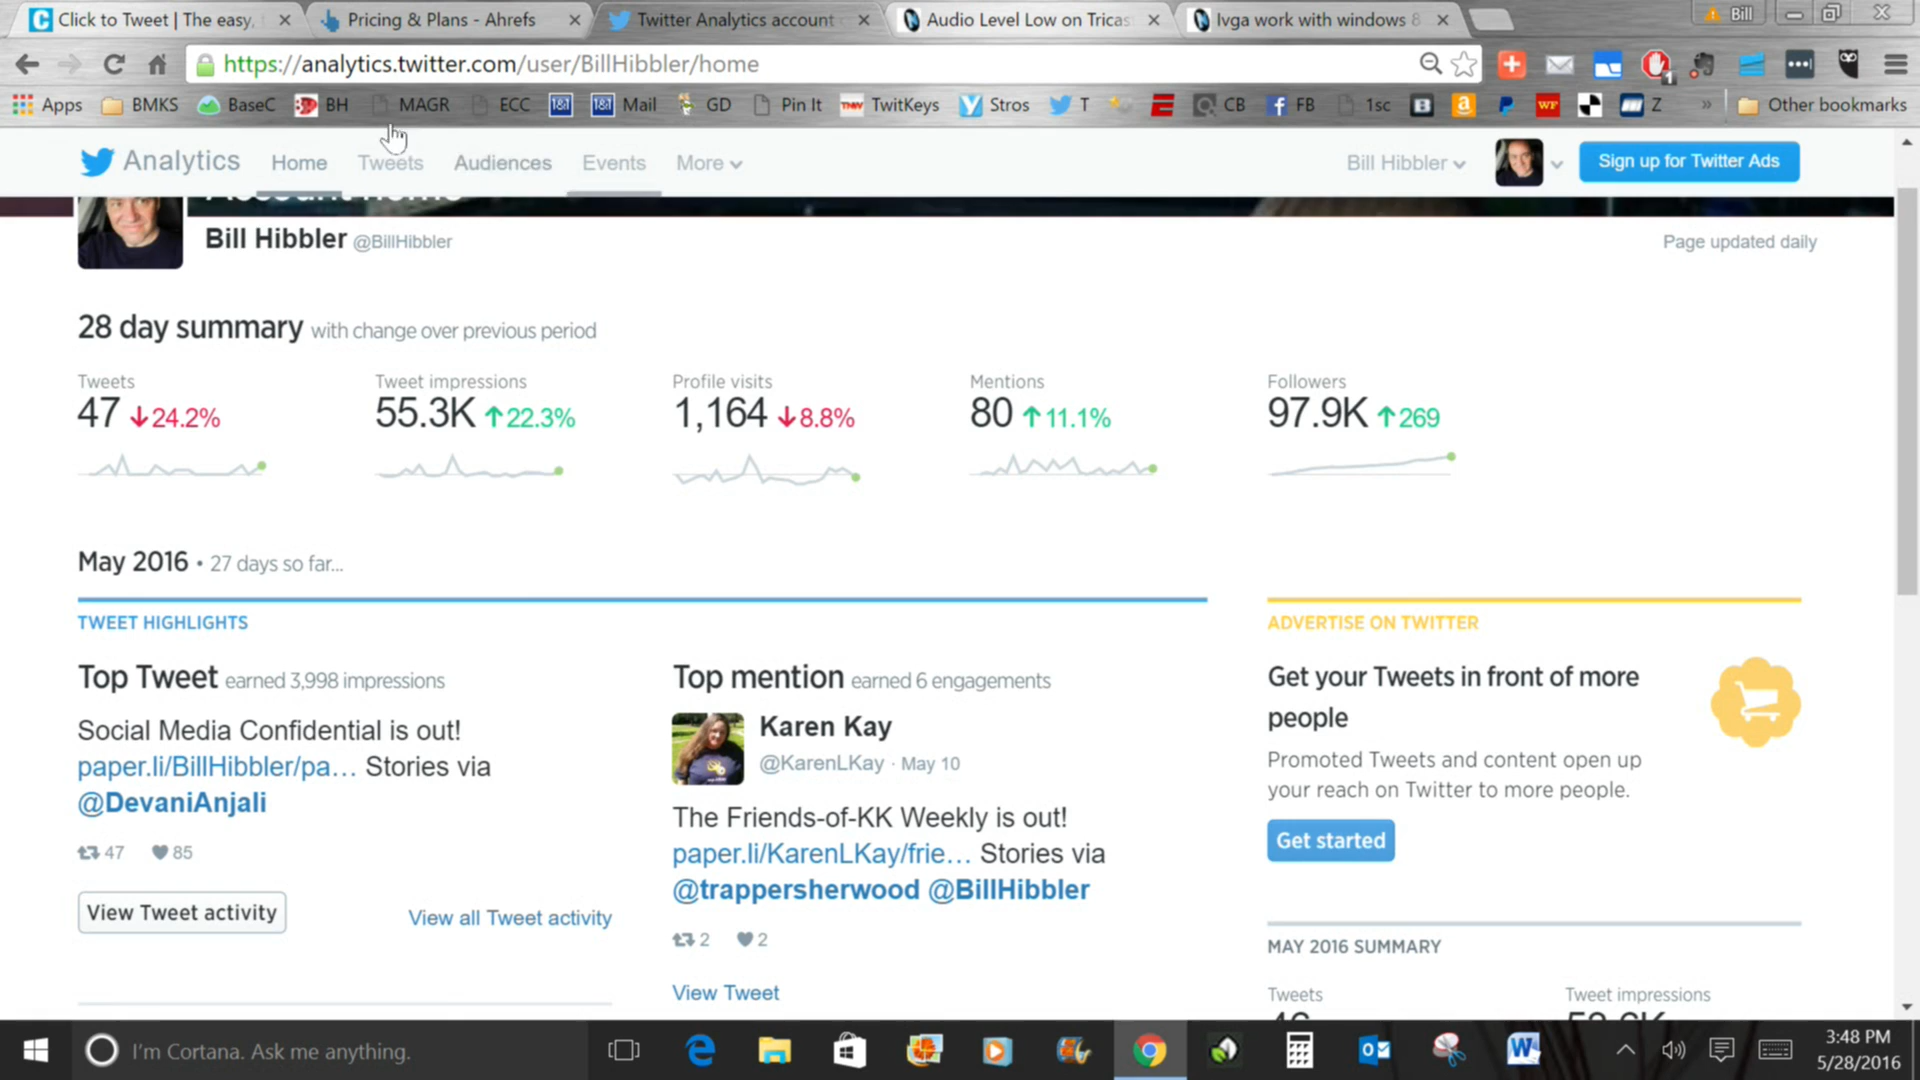 Click to Tweet | The easy,
Pricing & Plans - Ahrefs
Twitter Analytics account
Audio Level Low on Tricas
lvga work with windows 8
Bill
https://analytics.twitter.com/user/BillHibbler/home
1
Apps BMKS BaseC BH MAGR ECC 1&1 1&1 Mail GD Pin It TwitKeys Stros T CB FB 1sc B a WF Z » Other bookmarks
Analytics Home Tweets Audiences Events More
Bill Hibbler
Sign up for Twitter Ads
Bill Hibbler @BillHibbler
Page updated daily
28 day summary with change over previous period
Tweets
47 24.2%
Tweet impressions
55.3K 22.3%
Profile visits
1,164 8.8%
Mentions
80 11.1%
Followers
97.9K 269
May 2016 • 27 days so far...
TWEET HIGHLIGHTS
Top Tweet earned 3,998 impressions
Social Media Confidential is out!
paper.li/BillHibbler/pa… Stories via
@DevaniAnjali
47 85
View Tweet activity
View all Tweet activity
Top mention earned 6 engagements
Karen Kay
@KarenLKay · May 10
The Friends-of-KK Weekly is out!
paper.li/KarenLKay/frie… Stories via
@trappersherwood @BillHibbler
2 2
View Tweet
ADVERTISE ON TWITTER
Get your Tweets in front of more
people
Promoted Tweets and content open up
your reach on Twitter to more people.
Get started
MAY 2016 SUMMARY
Tweets
Tweet impressions
I'm Cortana. Ask me anything.
3:48 PM
5/28/2016